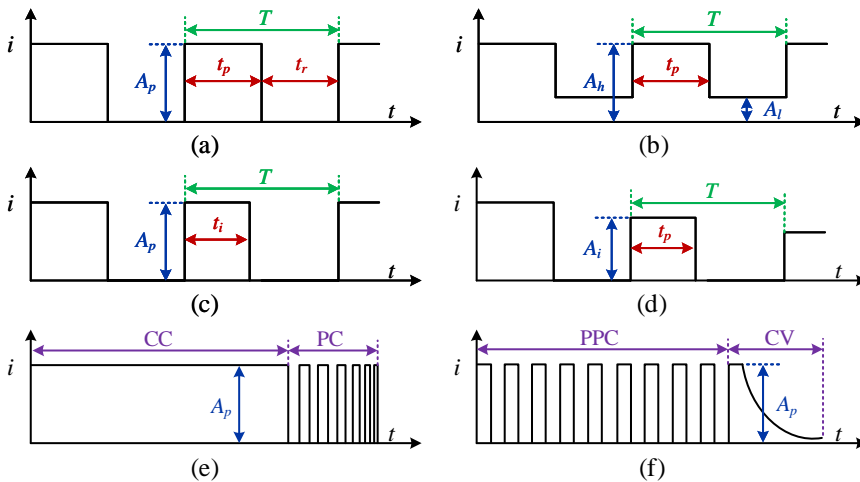 T
i
A_p
t_p
t_r
t
(a)
T
i
A_h
t_p
A_l
t
(b)
T
i
A_p
t_i
t
(c)
T
i
A_i
t_p
t
(d)
CC
PC
i
A_p
t
(e)
PPC
CV
i
A_p
t
(f)